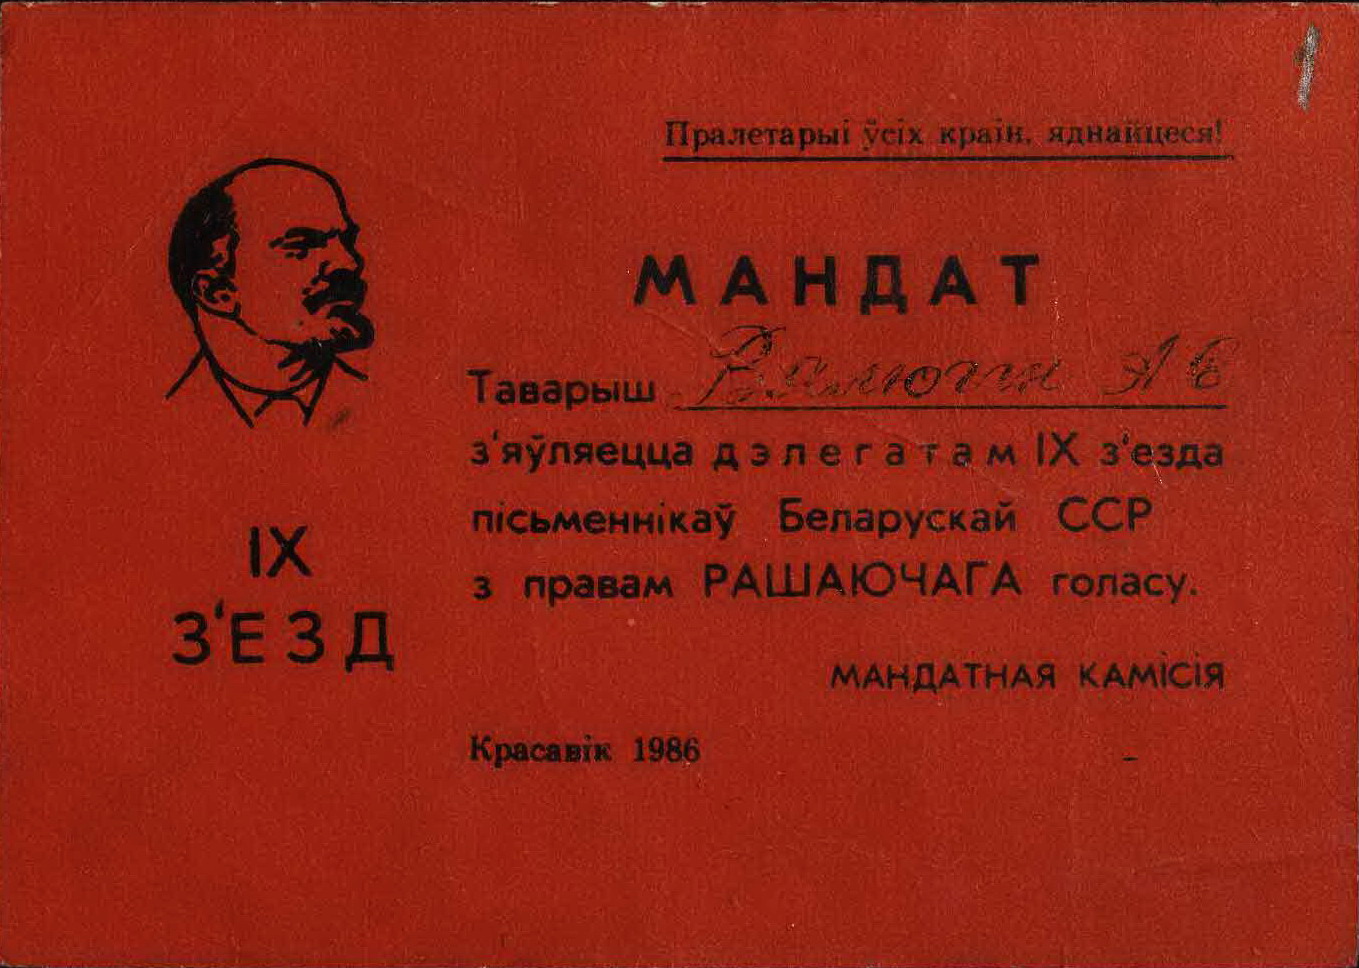 IX
З‘ЕЗД
Пралетарыі ўсіх краін, яднайцеся!
МАНДАТ
Таварыш Вялюгін А С
з‘яўляецца дэлегатам IX з‘езда
пісьменнікаў Беларускай ССР
з правам РАШАЮЧАГА голасу.
МАНДАТНАЯ КАМІСІЯ
Красавік 1986